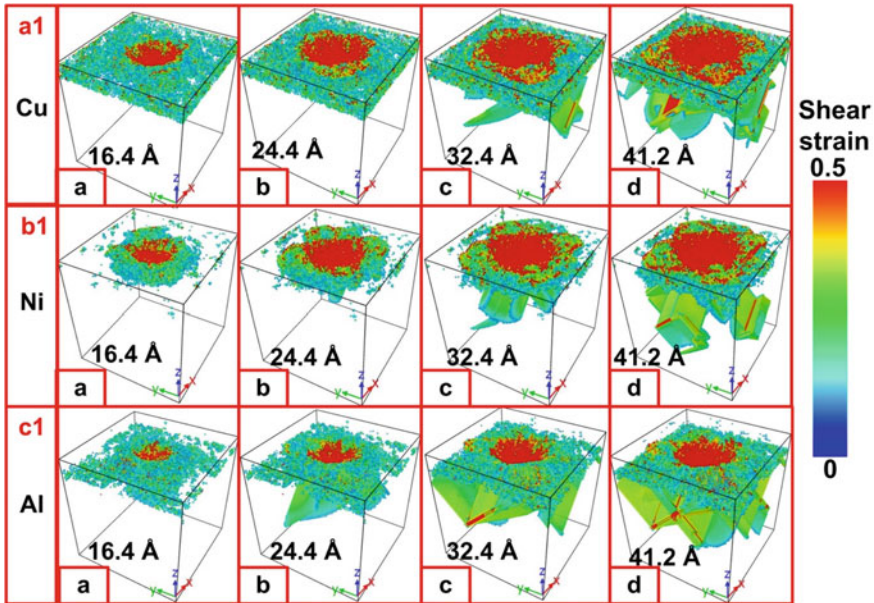 a1
Cu
16.4 Å
a
z
y
x
24.4 Å
b
z
y
x
32.4 Å
c
z
y
x
41.2 Å
d
z
y
x
b1
Ni
16.4 Å
a
z
y
x
24.4 Å
b
z
y
x
32.4 Å
c
z
y
x
41.2 Å
d
z
y
x
c1
Al
16.4 Å
a
z
y
x
24.4 Å
b
z
y
x
32.4 Å
c
z
y
x
41.2 Å
d
z
y
x
Shear
strain
0.5
0